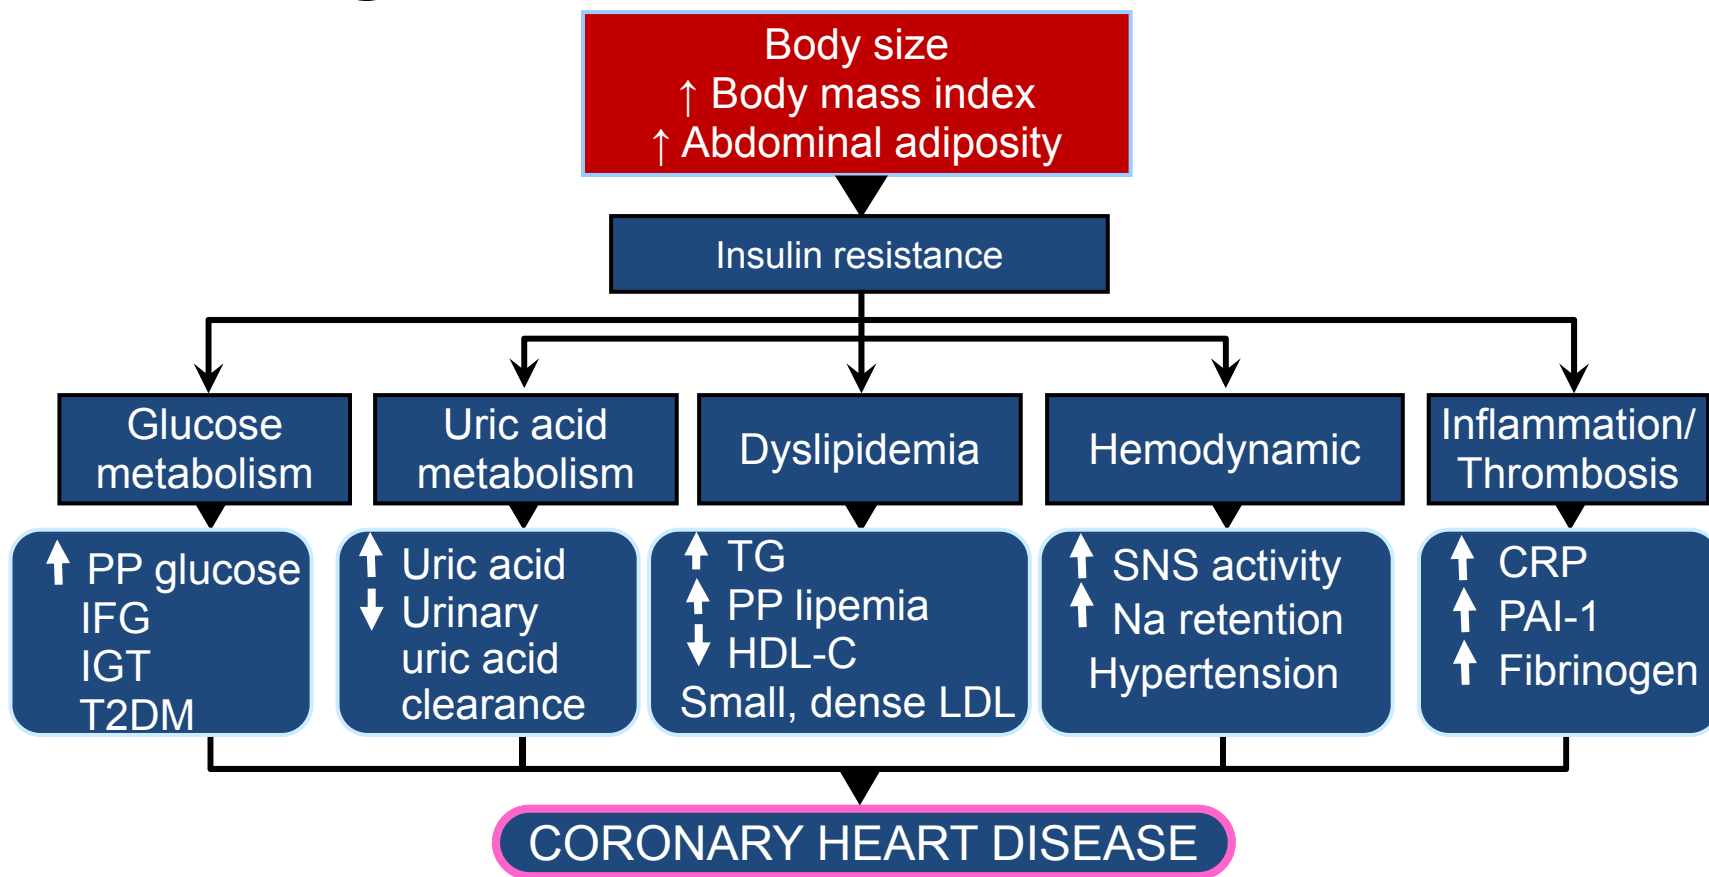 Body size
↑ Body mass index
↑ Abdominal adiposity
Insulin resistance
Glucose
metabolism
Uric acid
metabolism
Dyslipidemia
Hemodynamic
Inflammation/
Thrombosis
↑ PP glucose
IFG
IGT
T2DM
↑ Uric acid
↓ Urinary
uric acid
clearance
↑ TG
↑ PP lipemia
↓ HDL-C
Small, dense LDL
↑ SNS activity
↑ Na retention
Hypertension
↑ CRP
↑ PAI-1
↑ Fibrinogen
CORONARY HEART DISEASE